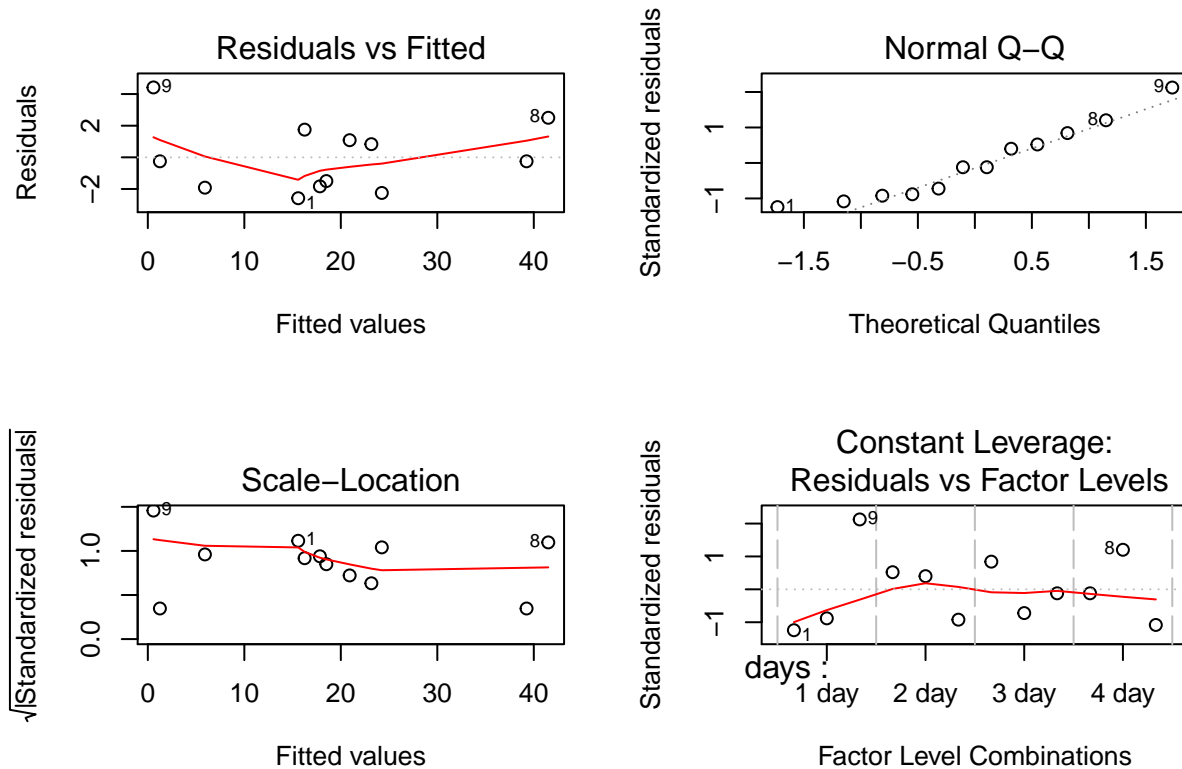 Residuals vs Fitted
Residuals
2
−2
9
8
1
0 10 20 30 40
Fitted values
Normal Q−Q
Standardized residuals
1
−1
9
8
1
−1.5 −0.5 0.5 1.5
Theoretical Quantiles
Scale−Location
√|Standardized residuals|
1.0
0.0
9
1
8
0 10 20 30 40
Fitted values
Constant Leverage:
Residuals vs Factor Levels
Standardized residuals
1
−1
9
8
1
days :
1 day 2 day 3 day 4 day
Factor Level Combinations